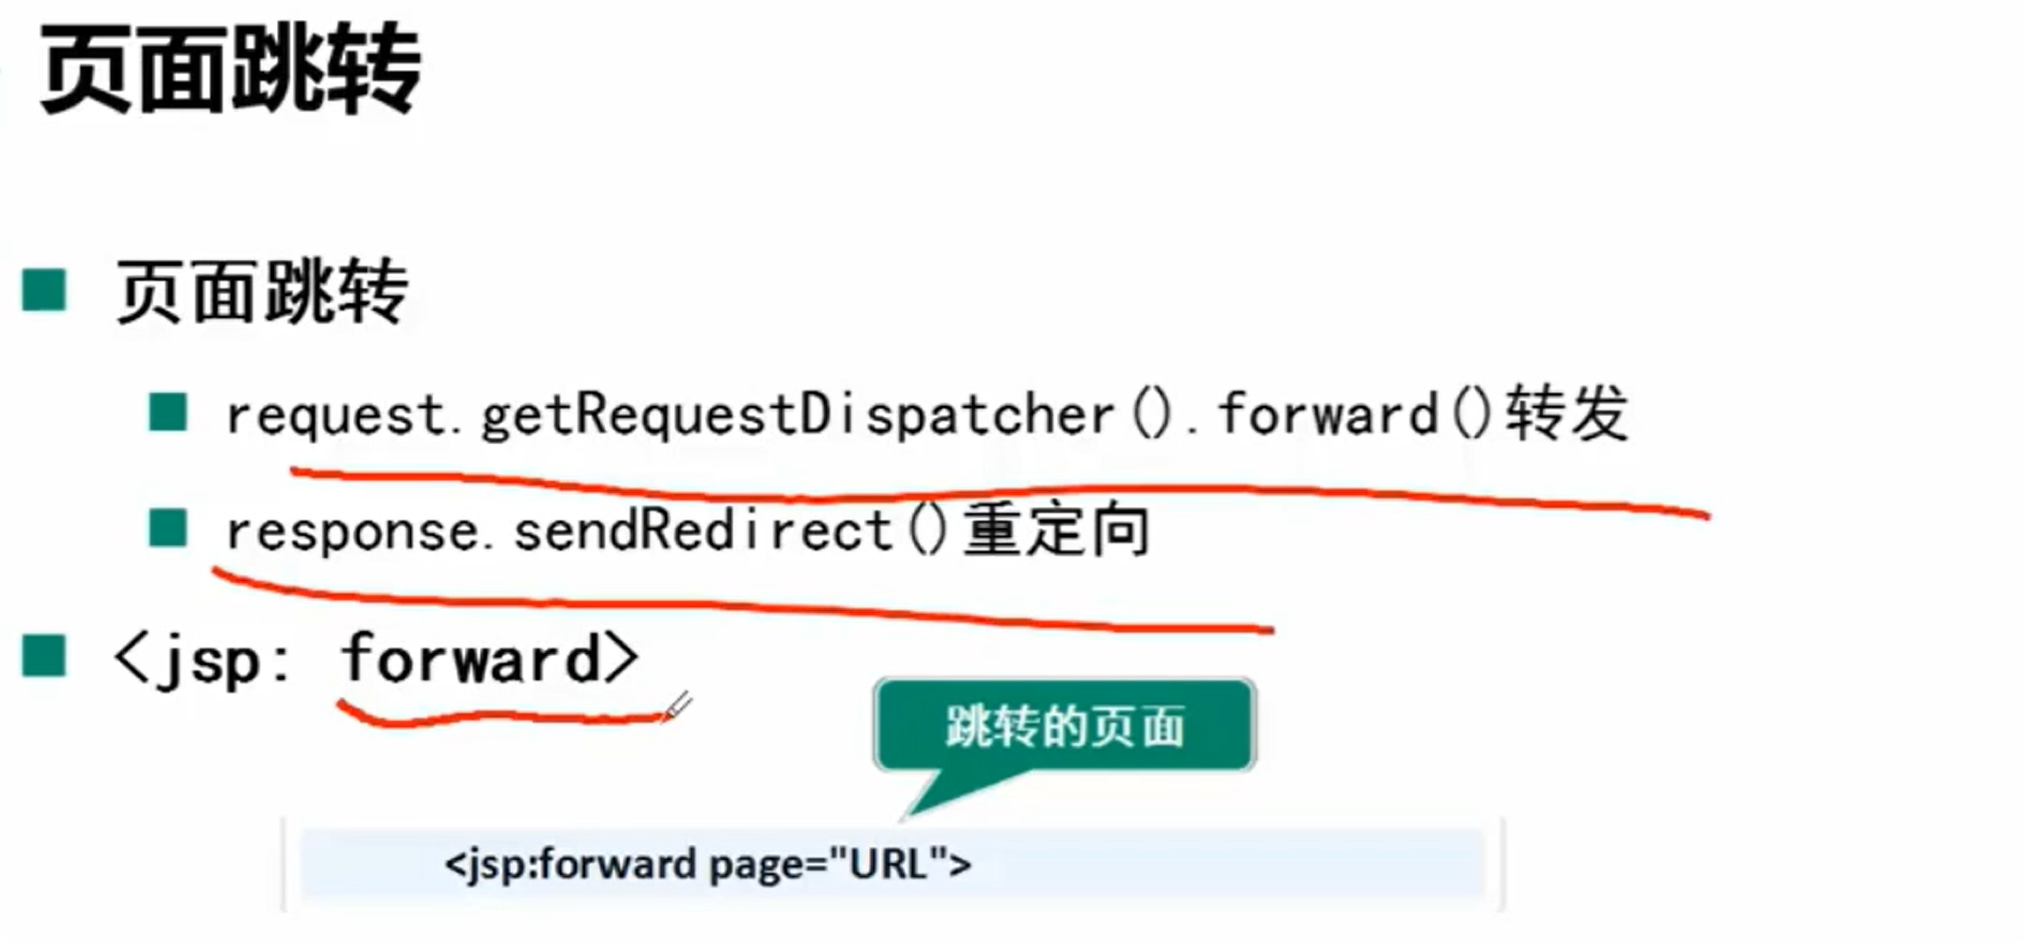 页面跳转
页面跳转
request.getRequestDispatcher().forward()转发
response.sendRedirect()重定向
<jsp: forward>
跳转的页面
<jsp:forward page="URL">